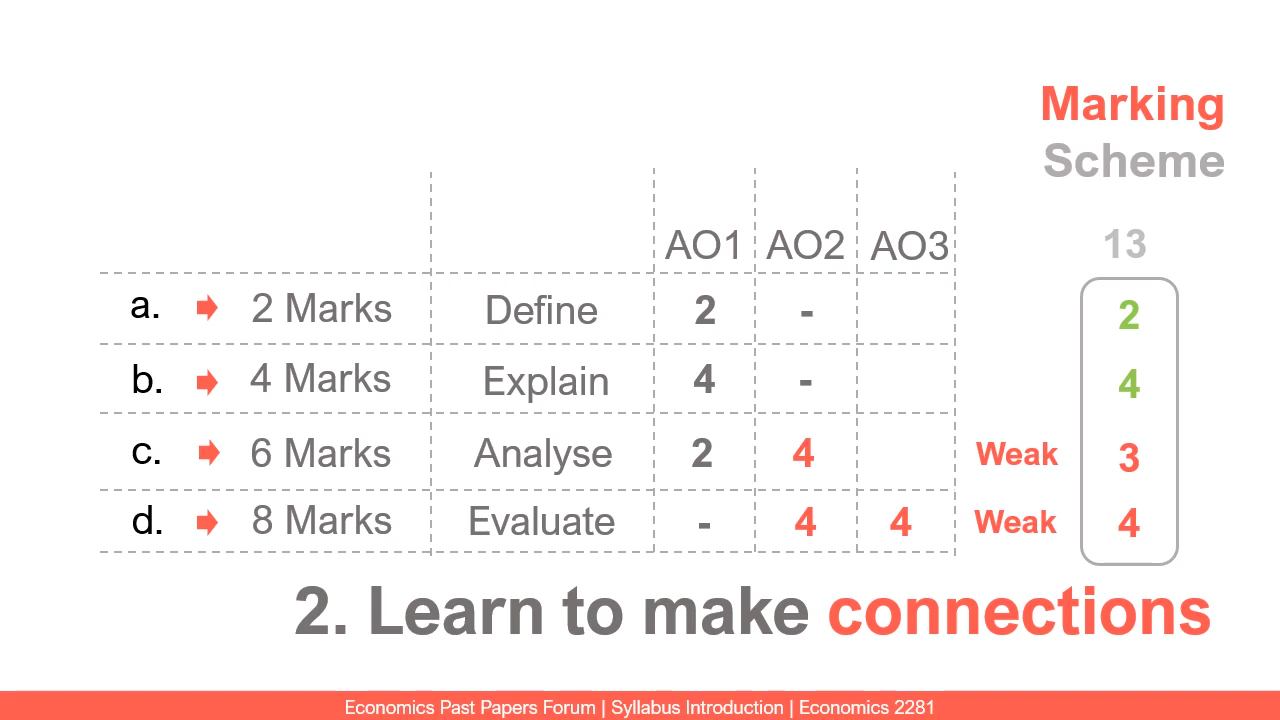 Marking
Scheme
AO1 AO2 AO3 13
a. 2 Marks Define 2 - 2
b. 4 Marks Explain 4 - 4
c. 6 Marks Analyse 2 4 Weak 3
d. 8 Marks Evaluate - 4 4 Weak 4
2. Learn to make connections
Economics Past Papers Forum | Syllabus Introduction | Economics 2281